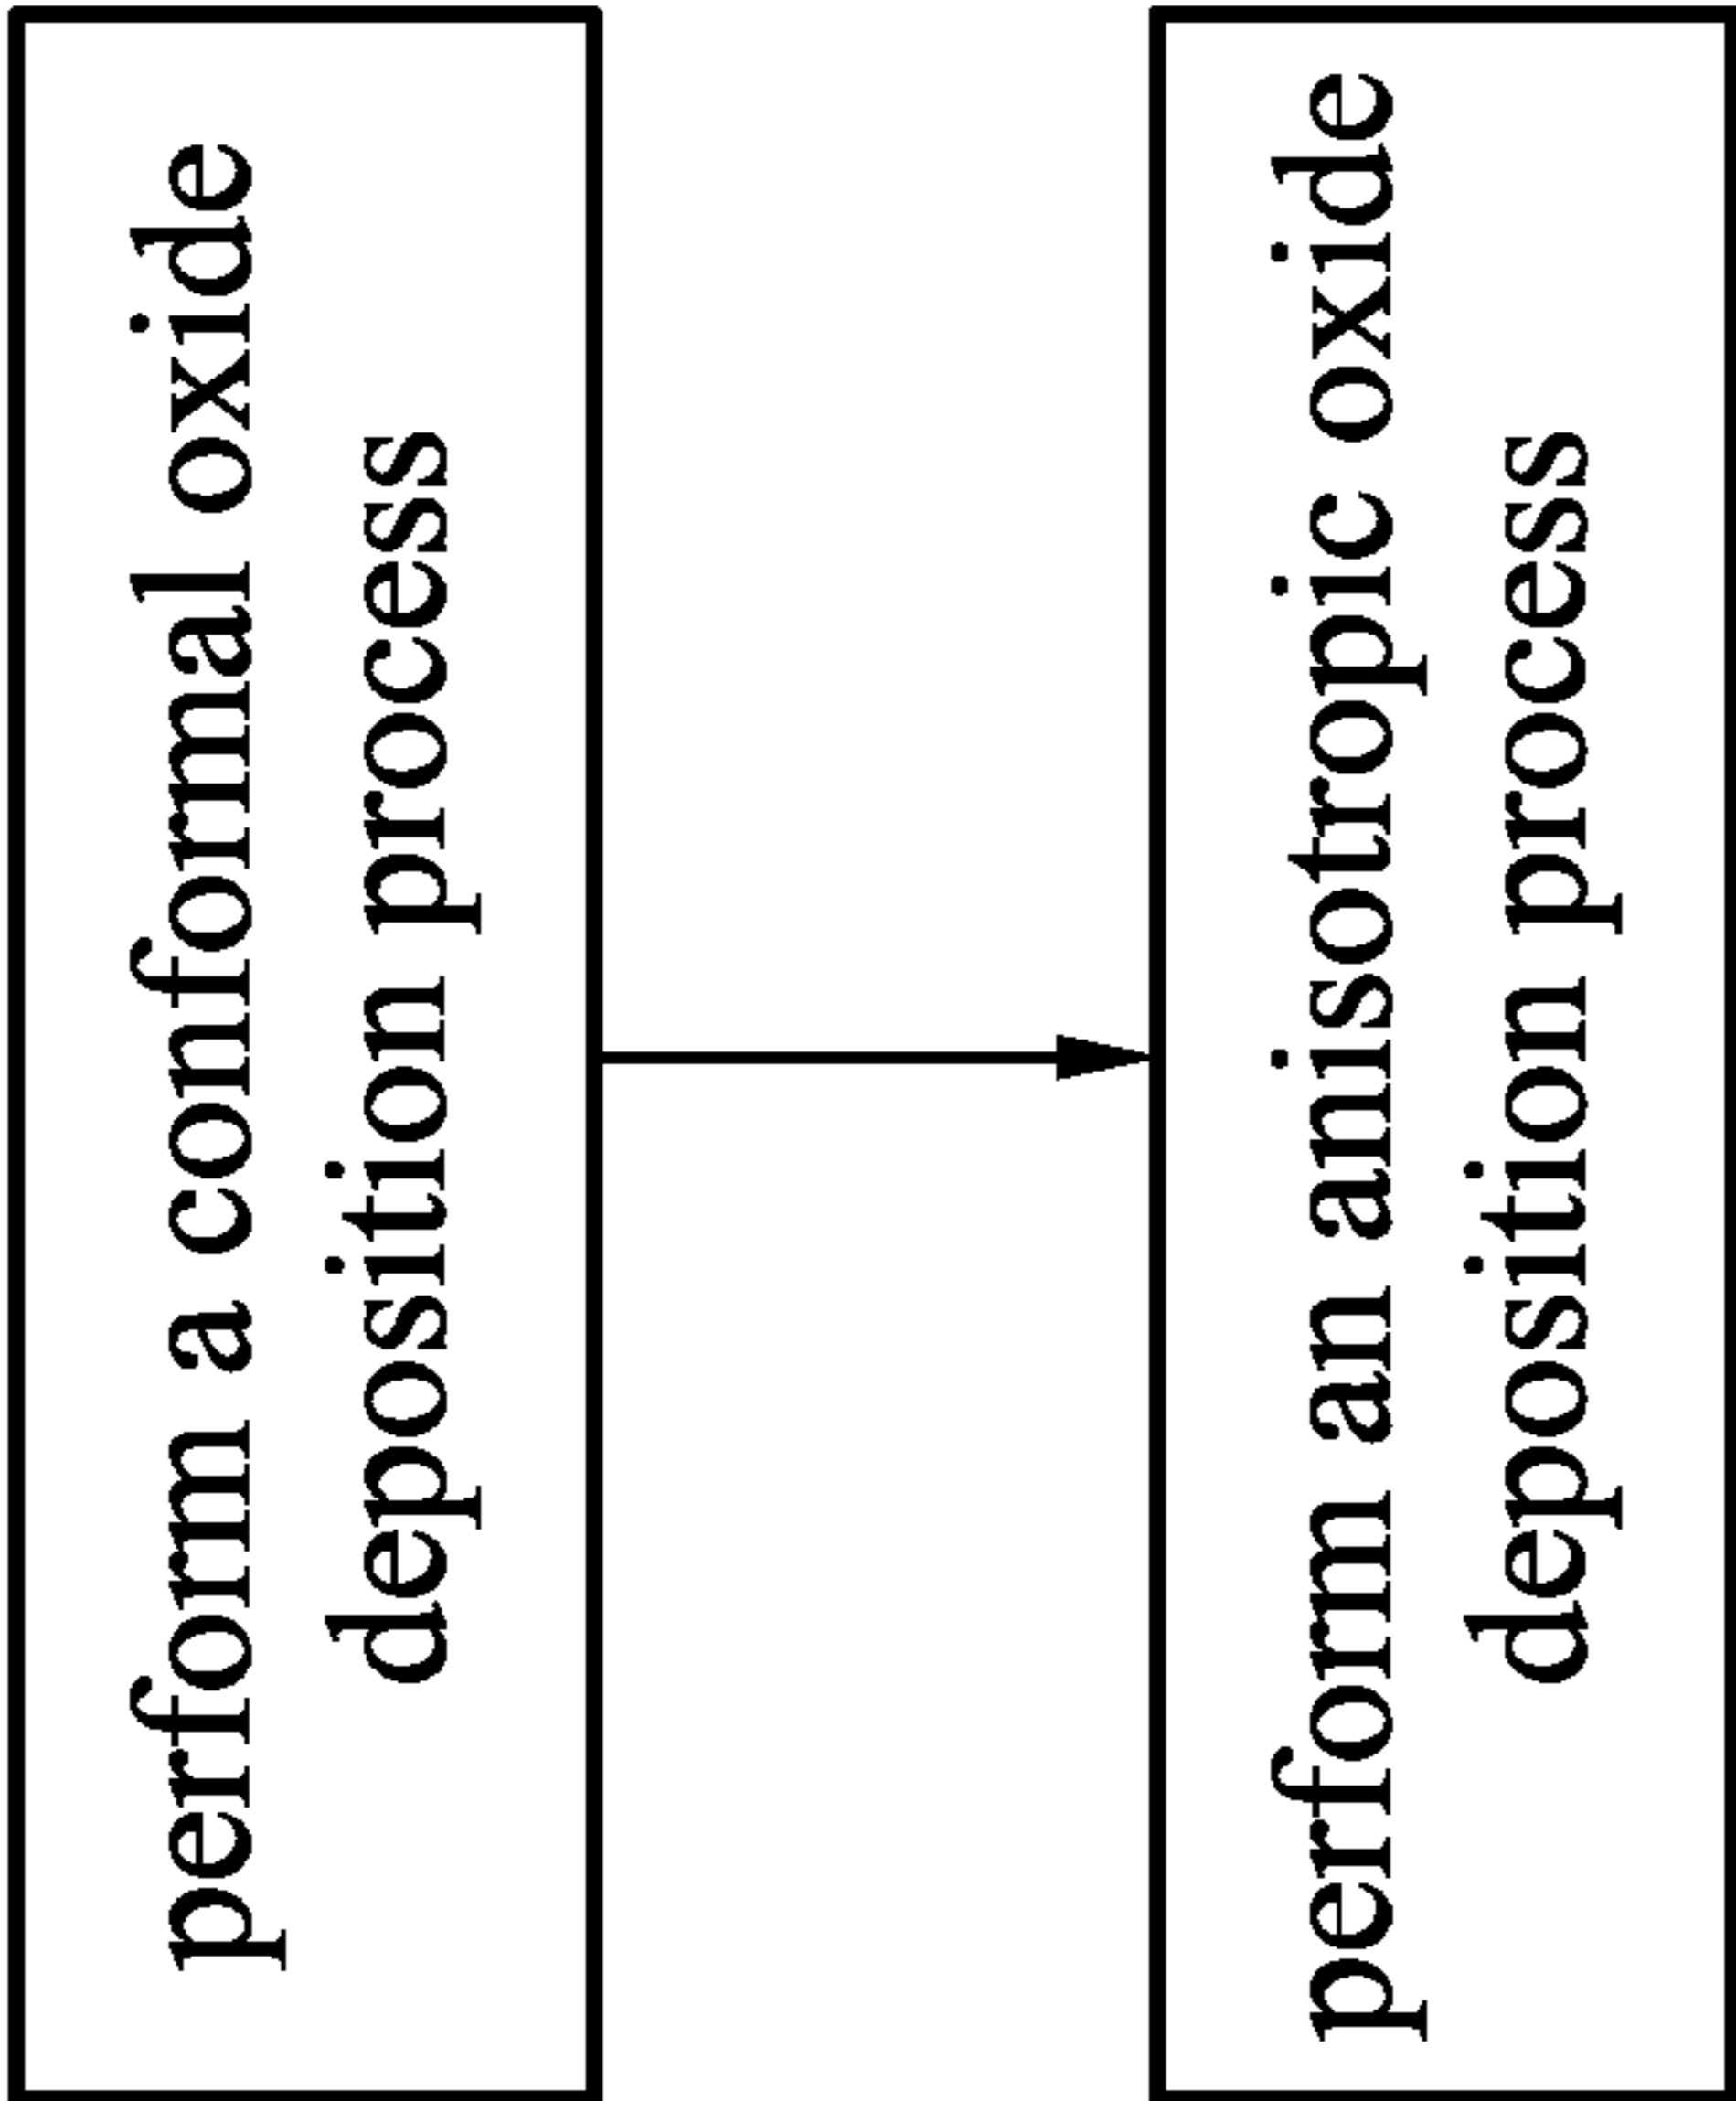 perform a conformal oxide
deposition process
perform an anisotropic oxide
deposition process